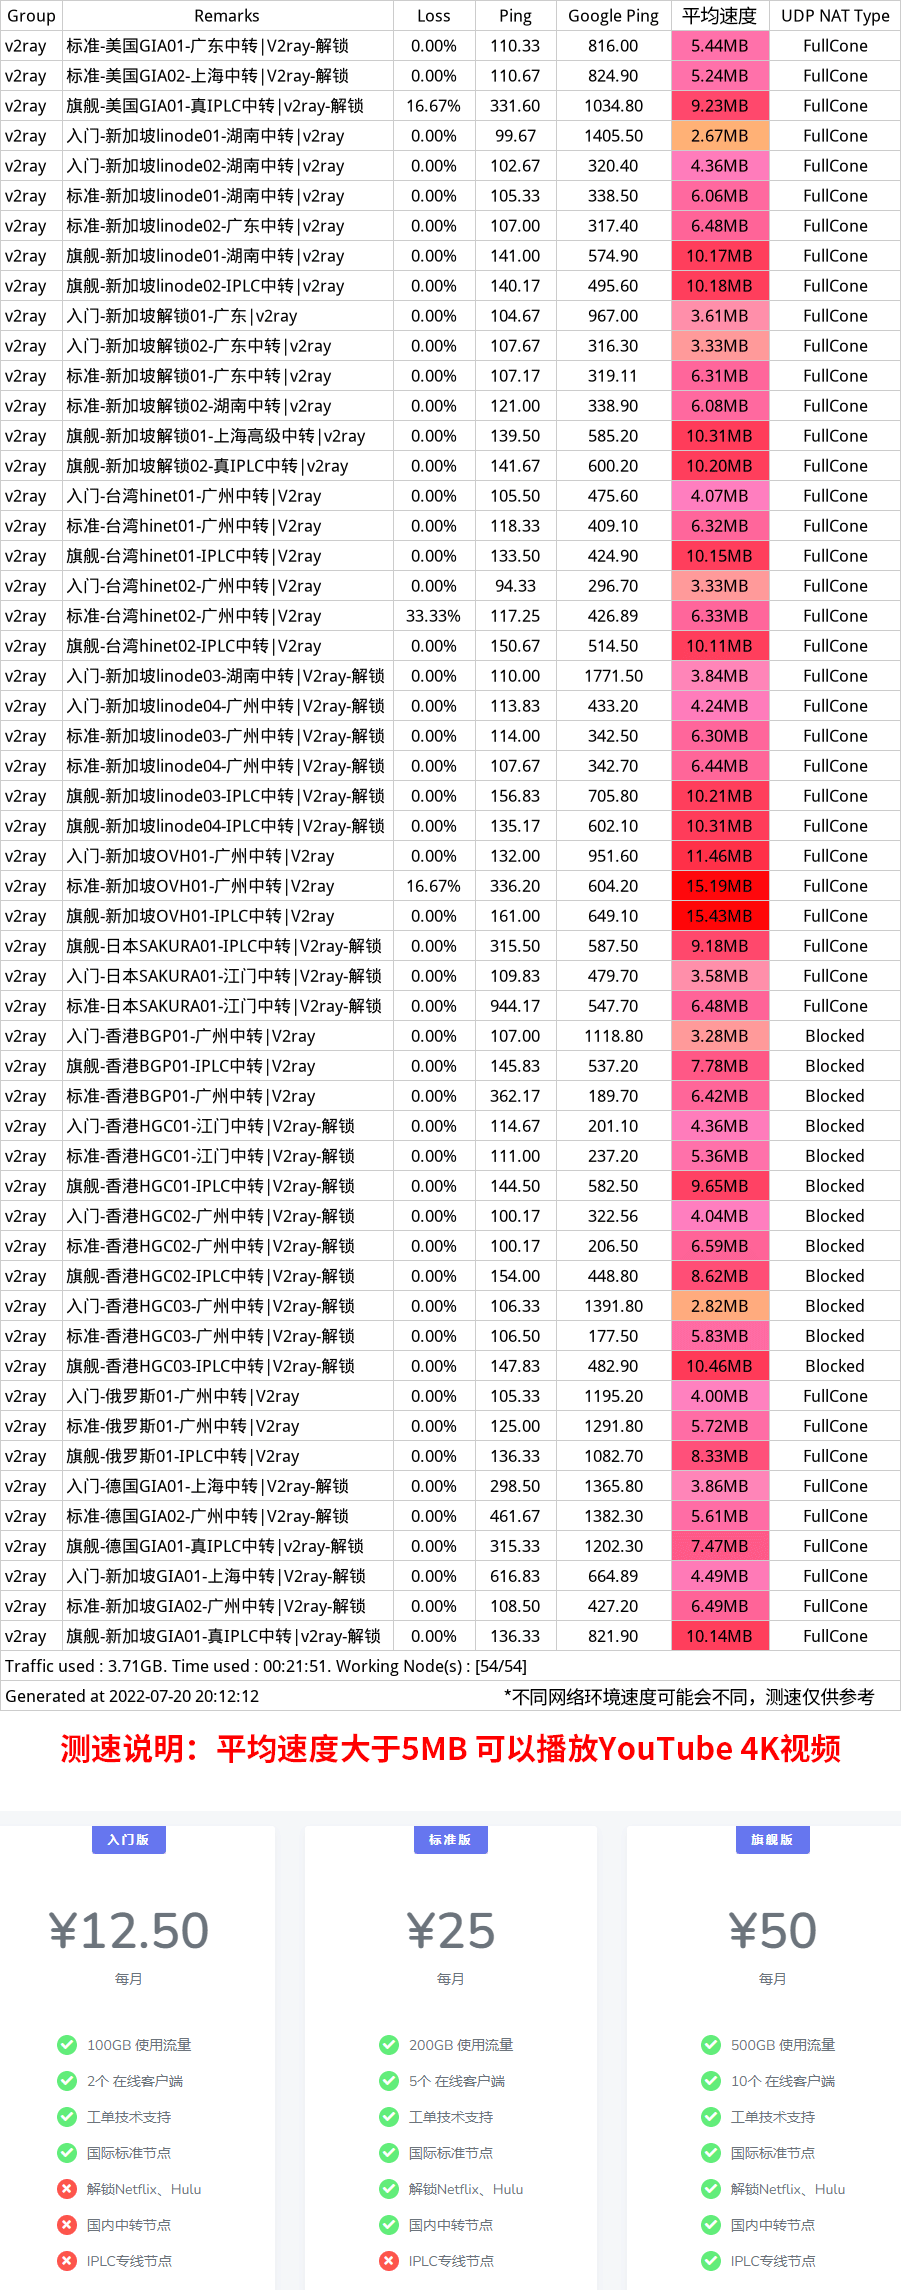 Group Remarks Loss Ping Google Ping 平均速度 UDP NAT Type
v2ray 标准-美国GIA01-广东中转|V2ray-解锁 0.00% 110.33 816.00 5.44MB FullCone
v2ray 标准-美国GIA02-上海中转|V2ray-解锁 0.00% 110.67 824.90 5.24MB FullCone
v2ray 旗舰-美国GIA01-真IPLC中转|v2ray-解锁 16.67% 331.60 1034.80 9.23MB FullCone
v2ray 入门-新加坡linode01-湖南中转|v2ray 0.00% 99.67 1405.50 2.67MB FullCone
v2ray 入门-新加坡linode02-湖南中转|v2ray 0.00% 102.67 320.40 4.36MB FullCone
v2ray 标准-新加坡linode01-湖南中转|v2ray 0.00% 105.33 338.50 6.06MB FullCone
v2ray 标准-新加坡linode02-广东中转|v2ray 0.00% 107.00 317.40 6.48MB FullCone
v2ray 旗舰-新加坡linode01-湖南中转|v2ray 0.00% 141.00 574.90 10.17MB FullCone
v2ray 旗舰-新加坡linode02-IPLC中转|v2ray 0.00% 140.17 495.60 10.18MB FullCone
v2ray 入门-新加坡解锁01-广东|v2ray 0.00% 104.67 967.00 3.61MB FullCone
v2ray 入门-新加坡解锁02-广东中转|v2ray 0.00% 107.67 316.30 3.33MB FullCone
v2ray 标准-新加坡解锁01-广东中转|v2ray 0.00% 107.17 319.11 6.31MB FullCone
v2ray 标准-新加坡解锁02-湖南中转|v2ray 0.00% 121.00 338.90 6.08MB FullCone
v2ray 旗舰-新加坡解锁01-上海高级中转|v2ray 0.00% 139.50 585.20 10.31MB FullCone
v2ray 旗舰-新加坡解锁02-真IPLC中转|v2ray 0.00% 141.67 600.20 10.20MB FullCone
v2ray 入门-台湾hinet01-广州中转|V2ray 0.00% 105.50 475.60 4.07MB FullCone
v2ray 标准-台湾hinet01-广州中转|V2ray 0.00% 118.33 409.10 6.32MB FullCone
v2ray 旗舰-台湾hinet01-IPLC中转|V2ray 0.00% 133.50 424.90 10.15MB FullCone
v2ray 入门-台湾hinet02-广州中转|V2ray 0.00% 94.33 296.70 3.33MB FullCone
v2ray 标准-台湾hinet02-广州中转|V2ray 33.33% 117.25 426.89 6.33MB FullCone
v2ray 旗舰-台湾hinet02-IPLC中转|V2ray 0.00% 150.67 514.50 10.11MB FullCone
v2ray 入门-新加坡linode03-湖南中转|V2ray-解锁 0.00% 110.00 1771.50 3.84MB FullCone
v2ray 入门-新加坡linode04-广州中转|V2ray-解锁 0.00% 113.83 433.20 4.24MB FullCone
v2ray 标准-新加坡linode03-广州中转|V2ray-解锁 0.00% 114.00 342.50 6.30MB FullCone
v2ray 标准-新加坡linode04-广州中转|V2ray-解锁 0.00% 107.67 342.70 6.44MB FullCone
v2ray 旗舰-新加坡linode03-IPLC中转|V2ray-解锁 0.00% 156.83 705.80 10.21MB FullCone
v2ray 旗舰-新加坡linode04-IPLC中转|V2ray-解锁 0.00% 135.17 602.10 10.31MB FullCone
v2ray 入门-新加坡OVH01-广州中转|V2ray 0.00% 132.00 951.60 11.46MB FullCone
v2ray 标准-新加坡OVH01-广州中转|V2ray 16.67% 336.20 604.20 15.19MB FullCone
v2ray 旗舰-新加坡OVH01-IPLC中转|V2ray 0.00% 161.00 649.10 15.43MB FullCone
v2ray 旗舰-日本SAKURA01-IPLC中转|V2ray-解锁 0.00% 315.50 587.50 9.18MB FullCone
v2ray 入门-日本SAKURA01-江门中转|V2ray-解锁 0.00% 109.83 479.70 3.58MB FullCone
v2ray 标准-日本SAKURA01-江门中转|V2ray-解锁 0.00% 944.17 547.70 6.48MB FullCone
v2ray 入门-香港BGP01-广州中转|V2ray 0.00% 107.00 1118.80 3.28MB Blocked
v2ray 旗舰-香港BGP01-IPLC中转|V2ray 0.00% 145.83 537.20 7.78MB Blocked
v2ray 标准-香港BGP01-广州中转|V2ray 0.00% 362.17 189.70 6.42MB Blocked
v2ray 入门-香港HGC01-江门中转|V2ray-解锁 0.00% 114.67 201.10 4.36MB Blocked
v2ray 标准-香港HGC01-江门中转|V2ray-解锁 0.00% 111.00 237.20 5.36MB Blocked
v2ray 旗舰-香港HGC01-IPLC中转|V2ray-解锁 0.00% 144.50 582.50 9.65MB Blocked
v2ray 入门-香港HGC02-广州中转|V2ray-解锁 0.00% 100.17 322.56 4.04MB Blocked
v2ray 标准-香港HGC02-广州中转|V2ray-解锁 0.00% 100.17 206.50 6.59MB Blocked
v2ray 旗舰-香港HGC02-IPLC中转|V2ray-解锁 0.00% 154.00 448.80 8.62MB Blocked
v2ray 入门-香港HGC03-广州中转|V2ray-解锁 0.00% 106.33 1391.80 2.82MB Blocked
v2ray 标准-香港HGC03-广州中转|V2ray-解锁 0.00% 106.50 177.50 5.83MB Blocked
v2ray 旗舰-香港HGC03-IPLC中转|V2ray-解锁 0.00% 147.83 482.90 10.46MB Blocked
v2ray 入门-俄罗斯01-广州中转|V2ray 0.00% 105.33 1195.20 4.00MB FullCone
v2ray 标准-俄罗斯01-广州中转|V2ray 0.00% 125.00 1291.80 5.72MB FullCone
v2ray 旗舰-俄罗斯01-IPLC中转|V2ray 0.00% 136.33 1082.70 8.33MB FullCone
v2ray 入门-德国GIA01-上海中转|V2ray-解锁 0.00% 298.50 1365.80 3.86MB FullCone
v2ray 标准-德国GIA02-广州中转|V2ray-解锁 0.00% 461.67 1382.30 5.61MB FullCone
v2ray 旗舰-德国GIA01-真IPLC中转|v2ray-解锁 0.00% 315.33 1202.30 7.47MB FullCone
v2ray 入门-新加坡GIA01-上海中转|V2ray-解锁 0.00% 616.83 664.89 4.49MB FullCone
v2ray 标准-新加坡GIA02-广州中转|V2ray-解锁 0.00% 108.50 427.20 6.49MB FullCone
v2ray 旗舰-新加坡GIA01-真IPLC中转|v2ray-解锁 0.00% 136.33 821.90 10.14MB FullCone
Traffic used : 3.71GB. Time used : 00:21:51. Working Node(s) : [54/54]
Generated at 2022-07-20 20:12:12 *不同网络环境速度可能会不同，测速仅供参考
测速说明：平均速度大于5MB 可以播放YouTube 4K视频
入门版 标准版 旗舰版
¥12.50 ¥25 ¥50
每月 每月 每月
100GB 使用流量 200GB 使用流量 500GB 使用流量
2个 在线客户端 5个 在线客户端 10个 在线客户端
工单技术支持 工单技术支持 工单技术支持
国际标准节点 国际标准节点 国际标准节点
解锁Netflix、Hulu 解锁Netflix、Hulu 解锁Netflix、Hulu
国内中转节点 国内中转节点 国内中转节点
IPLC专线节点 IPLC专线节点 IPLC专线节点